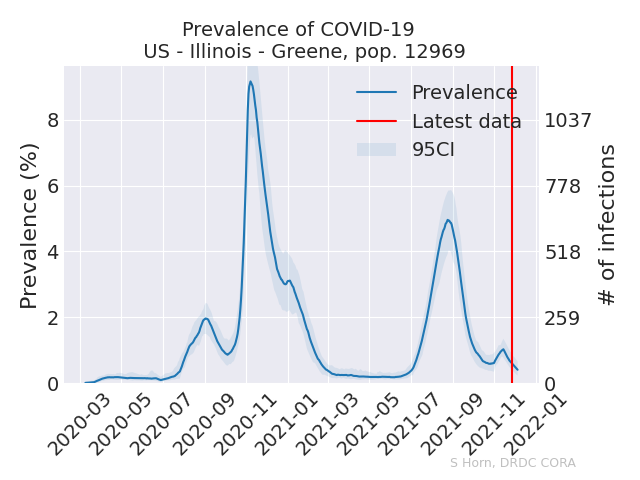 Prevalence of COVID-19
US - Illinois - Greene, pop. 12969
Prevalence (%)
8
6
4
2
0
Prevalence
Latest data
95CI
1037
778
518
259
0
# of infections
2020-03
2020-05
2020-07
2020-09
2020-11
2021-01
2021-03
2021-05
2021-07
2021-09
2021-11
2022-01
S Horn, DRDC CORA